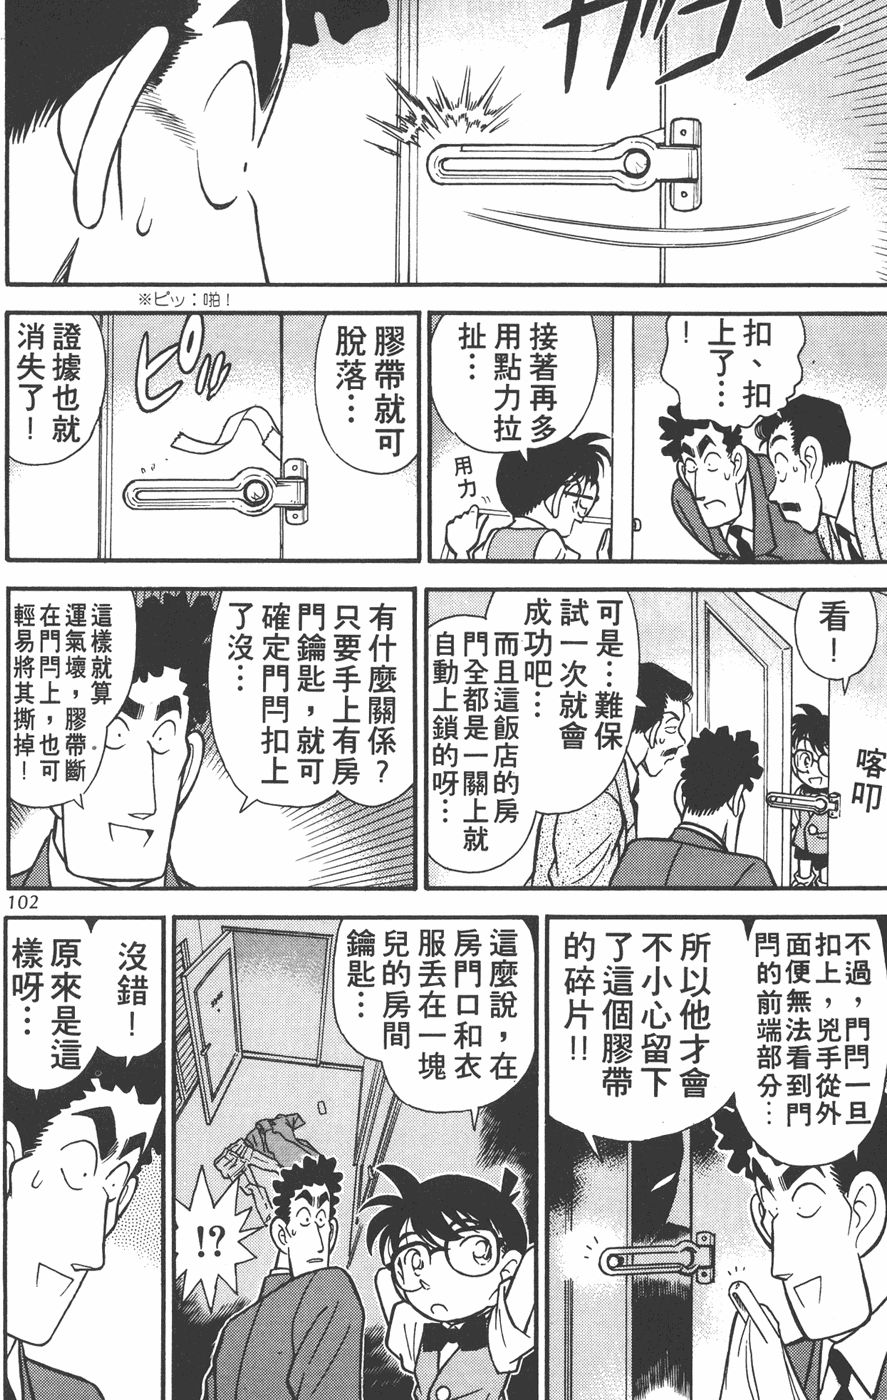 ガッン
※ピッ：啪！
扣、扣
上了…
！
接著再多
用點力拉
扯…
用力
膠帶就可
脫落…
ピッ
證據也就
消失了！
看！
喀叩
可是…難保
試一次就會
成功吧…
而且這飯店的房
門全都是一關上就
自動上鎖的呀…
有什麼關係？
只要手上有房
門鑰匙，就可
確定門閂扣上
了沒…
這樣就算
運氣壞，膠帶斷
在門閂上，也可
輕易將其撕掉！
102
不過，門閂一旦
扣上，兇手從外
面便無法看到門
閂的前端部分…
所以他才會
不小心留下
了這個膠帶
的碎片!!
這麼說，在
房門口和衣
服丟在一塊
兒的房間
鑰匙…
!?
沒錯！
原來是這
樣呀…